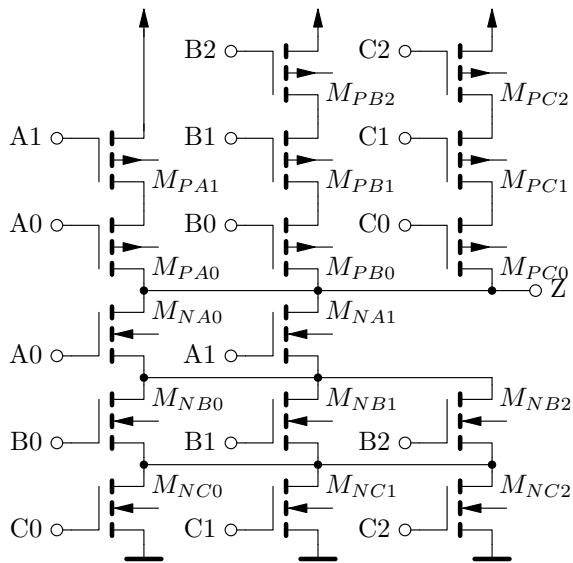 B2 C2
M_{PB2} M_{PC2}
A1 B1 C1
M_{PA1} M_{PB1} M_{PC1}
A0 B0 C0
M_{PA0} M_{PB0} M_{PC0}
Z
M_{NA0} M_{NA1}
A0 A1
M_{NB0} M_{NB1} M_{NB2}
B0 B1 B2
M_{NC0} M_{NC1} M_{NC2}
C0 C1 C2